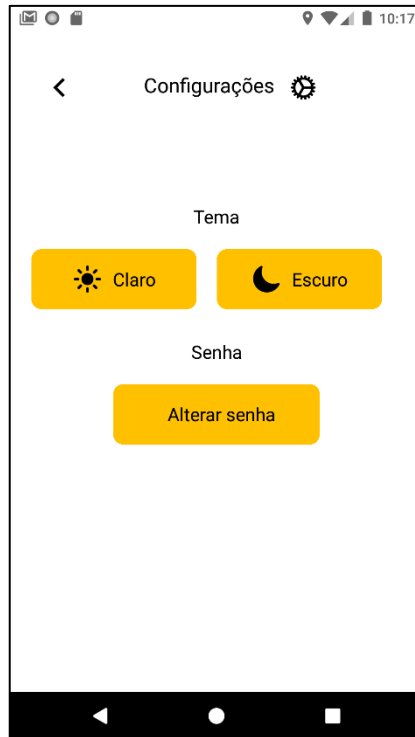 10:17
Configurações
Tema
Claro
Escuro
Senha
Alterar senha